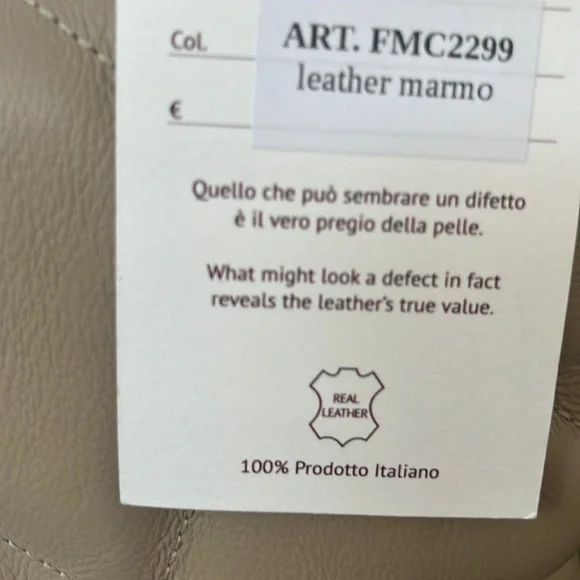 Col.
ART. FMC2299
leather marmo
€
Quello che può sembrare un difetto
è il vero pregio della pelle.
What might look a defect in fact
reveals the leather's true value.
REAL
LEATHER
100% Prodotto Italiano